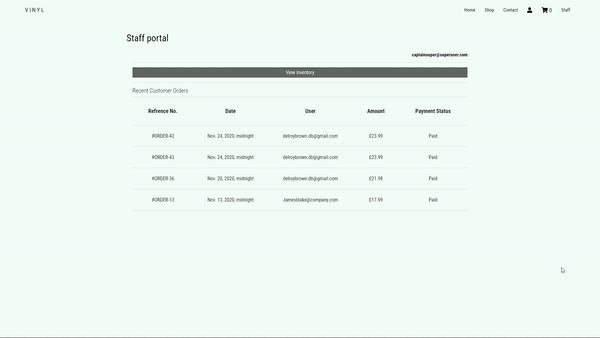 VINYL Home Shop Contact 0 Staff
Staff portal
captainsuper@superuser.com
View Inventory
Recent Customer Orders
Refrence No. Date User Amount Payment Status
#ORDER-42 Nov. 24, 2020, midnight delroybrown.db@gmail.com £23.99 Paid
#ORDER-43 Nov. 24, 2020, midnight delroybrown.db@gmail.com £23.99 Paid
#ORDER-36 Nov. 20, 2020, midnight delroybrown.db@gmail.com £21.98 Paid
#ORDER-13 Nov. 13, 2020, midnight Jamesblake@company.com £17.99 Paid